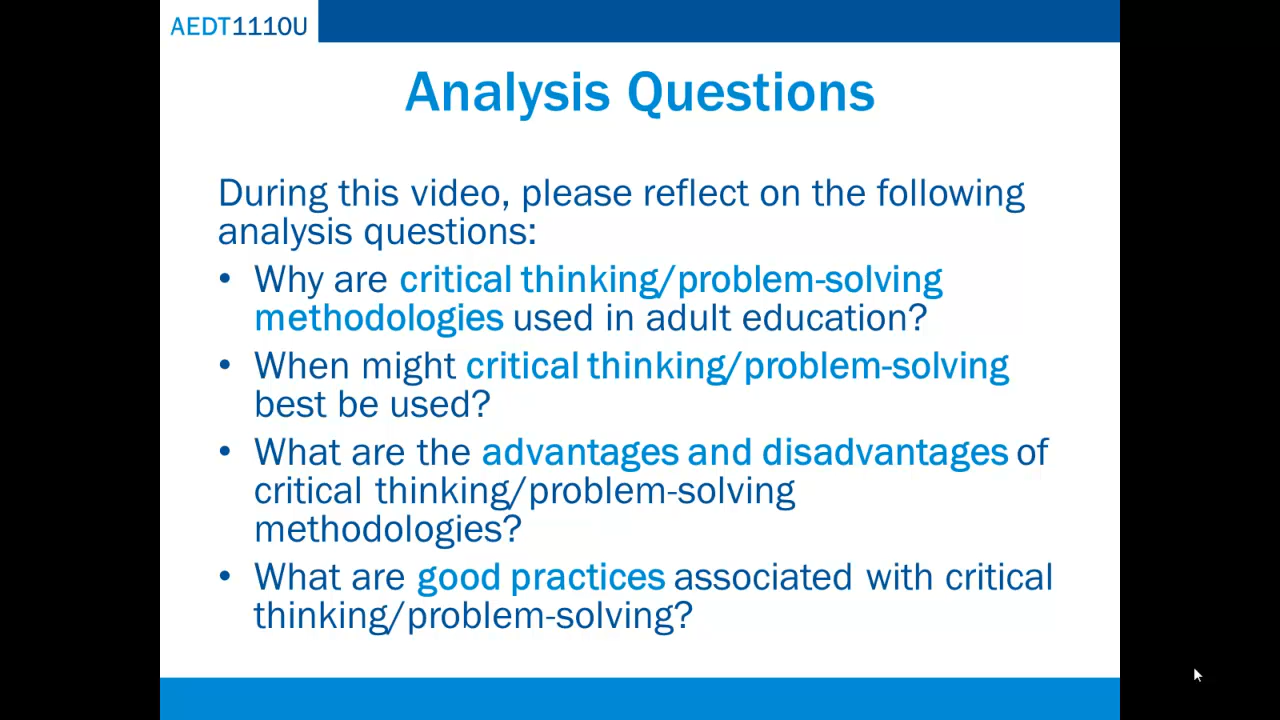 AEDT1110U
Analysis Questions
During this video, please reflect on the following
analysis questions:
• Why are critical thinking/problem-solving
methodologies used in adult education?
• When might critical thinking/problem-solving
best be used?
• What are the advantages and disadvantages of
critical thinking/problem-solving
methodologies?
• What are good practices associated with critical
thinking/problem-solving?